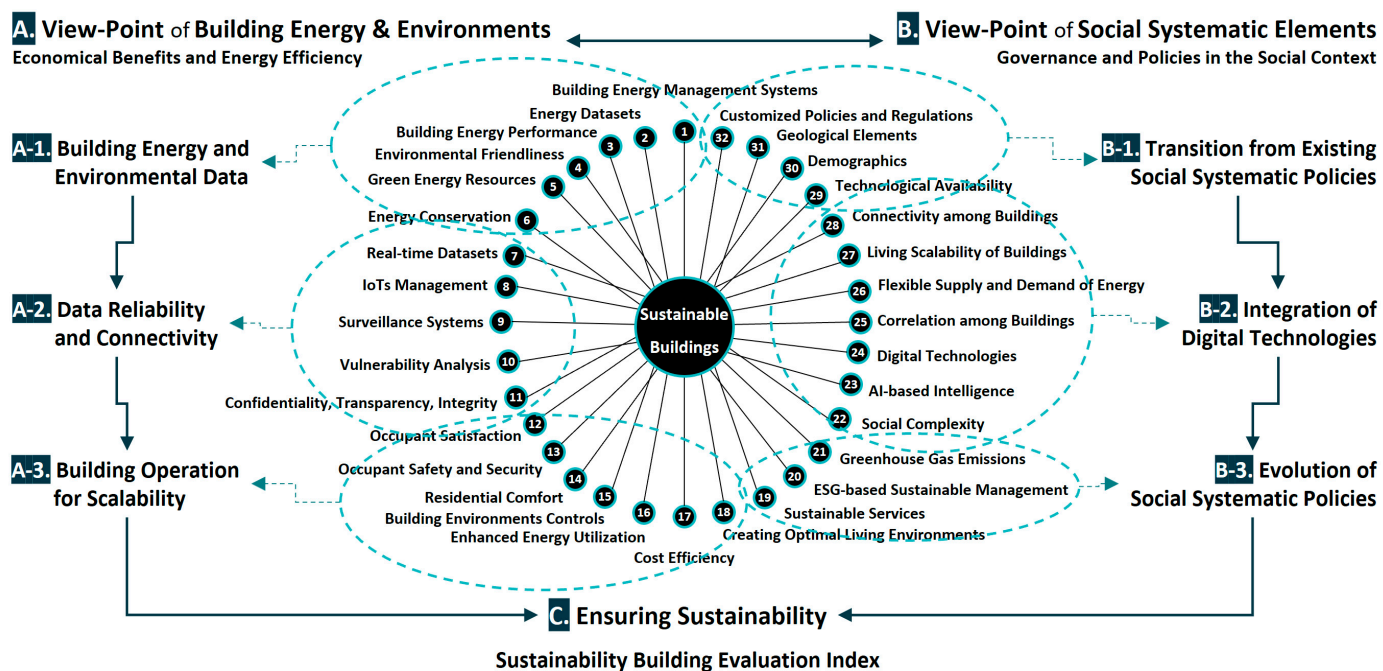 A. View-Point of Building Energy & Environments
Economical Benefits and Energy Efficiency
B. View-Point of Social Systematic Elements
Governance and Policies in the Social Context
A-1. Building Energy and
Environmental Data
A-2. Data Reliability
and Connectivity
A-3. Building Operation
for Scalability
Building Energy Management Systems
1
Energy Datasets
2
Building Energy Performance
3
Environmental Friendliness
4
Green Energy Resources
5
Energy Conservation
6
Real-time Datasets
7
IoTs Management
8
Surveillance Systems
9
Vulnerability Analysis
10
Confidentiality, Transparency, Integrity
11
Occupant Satisfaction
12
Occupant Safety and Security
13
Residential Comfort
14
Building Environments Controls
15
Enhanced Energy Utilization
16
Cost Efficiency
17
18
Creating Optimal Living Environments
19
Sustainable Services
20
ESG-based Sustainable Management
21
Greenhouse Gas Emissions
22
Social Complexity
23
AI-based Intelligence
24
Digital Technologies
25
Correlation among Buildings
26
Flexible Supply and Demand of Energy
27
Living Scalability of Buildings
28
Connectivity among Buildings
29
Technological Availability
30
Demographics
31
Geological Elements
32
Customized Policies and Regulations
Sustainable
Buildings
B-1. Transition from Existing
Social Systematic Policies
B-2. Integration of
Digital Technologies
B-3. Evolution of
Social Systematic Policies
C. Ensuring Sustainability
Sustainability Building Evaluation Index